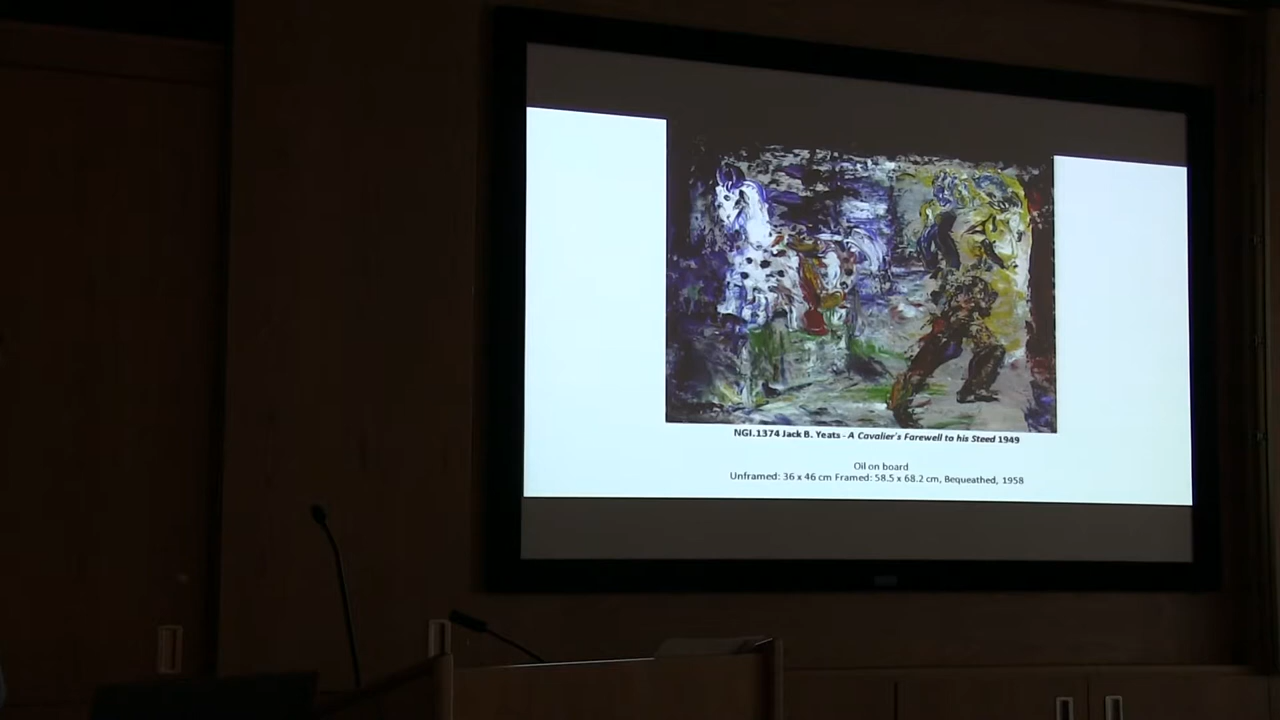 NGI.1374 Jack B. Yeats - A Cavalier's Farewell to his Steed 1949
Oil on board
Unframed: 36 x 46 cm Framed: 58.5 x 68.2 cm, Bequeathed, 1958